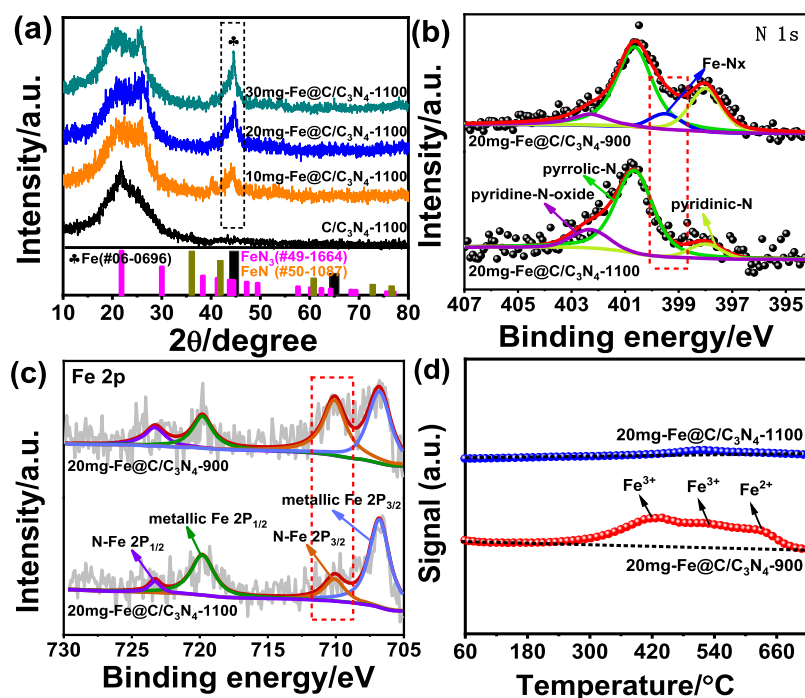 (a)
♣
30mg-Fe@C/C₃N₄-1100
20mg-Fe@C/C₃N₄-1100
10mg-Fe@C/C₃N₄-1100
C/C₃N₄-1100
♣Fe(#06-0696)
FeN₃(#49-1664)
FeN (#50-1087)
10 20 30 40 50 60 70 80
2θ/degree
Intensity/a.u.
(b)
N 1s
Fe-Nx
20mg-Fe@C/C₃N₄-900
pyrrolic-N
pyridine-N-oxide
pyridinic-N
20mg-Fe@C/C₃N₄-1100
407 405 403 401 399 397 395
Binding energy/eV
Intensity/a.u.
(c)
Fe 2p
20mg-Fe@C/C₃N₄-900
metallic Fe 2P₃/₂
metallic Fe 2P₁/₂
N-Fe 2P₁/₂
N-Fe 2P₃/₂
20mg-Fe@C/C₃N₄-1100
730 725 720 715 710 705
Binding energy/eV
Intensity/a.u.
(d)
20mg-Fe@C/C₃N₄-1100
Fe³⁺
Fe³⁺
Fe²⁺
20mg-Fe@C/C₃N₄-900
60 180 300 420 540 660
Temperature/°C
Signal (a.u.)